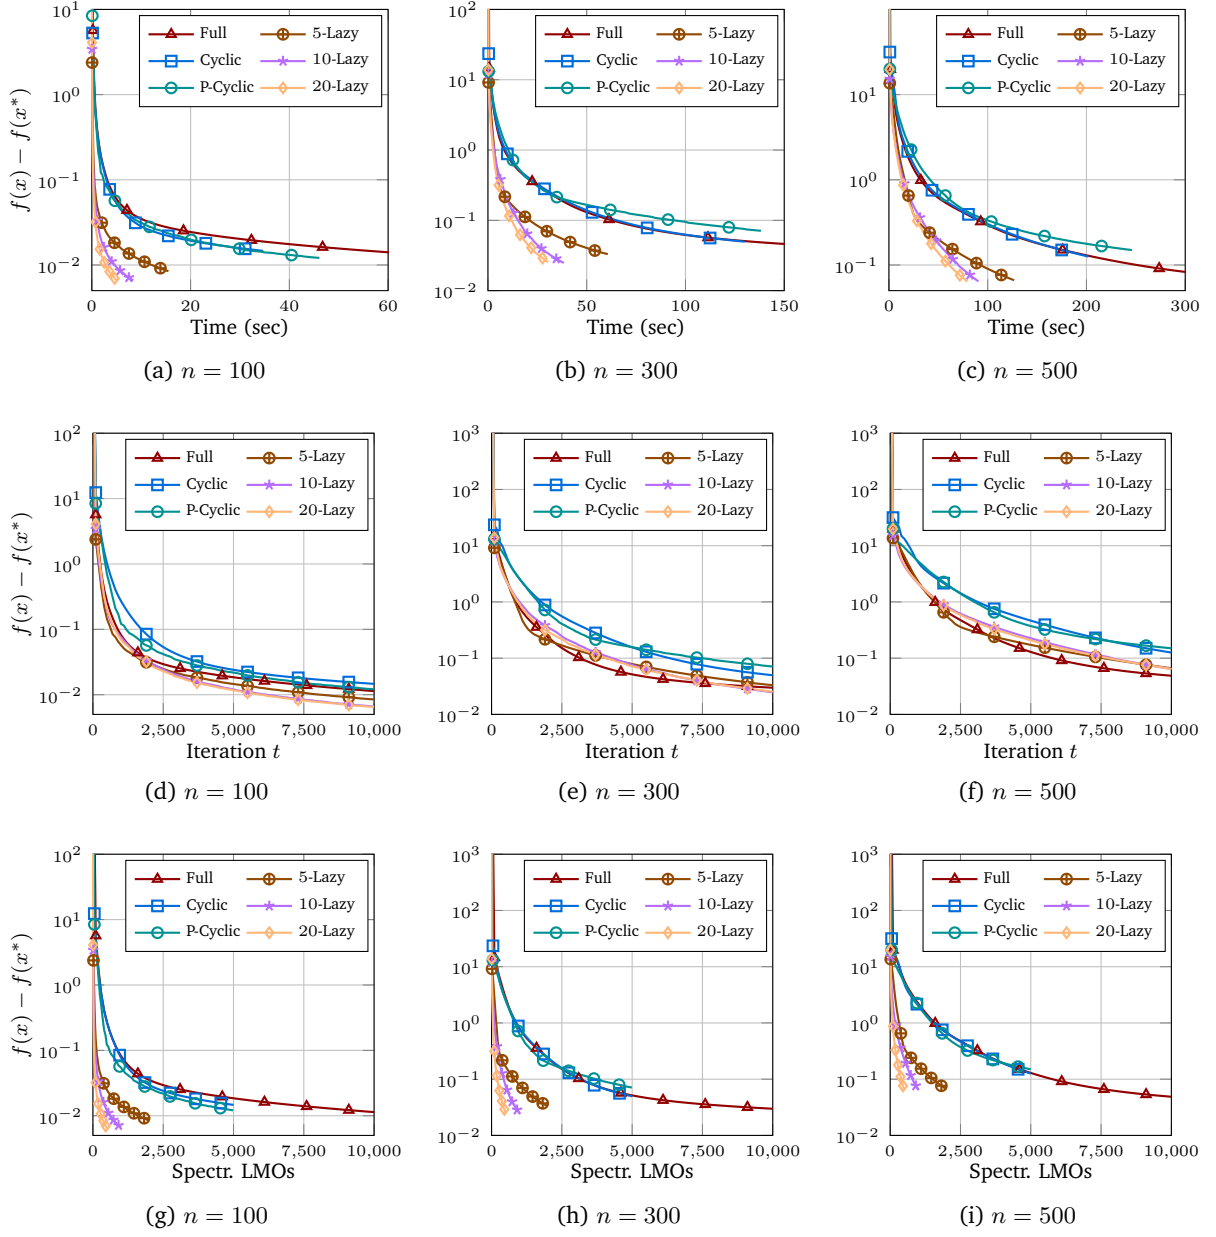 10^1
10^0
10^−1
10^−2
f(x) − f(x*)
Full 5-Lazy
Cyclic 10-Lazy
P-Cyclic 20-Lazy
0 20 40 60
Time (sec)
(a) n = 100
10^2
10^1
10^0
10^−1
10^−2
Full 5-Lazy
Cyclic 10-Lazy
P-Cyclic 20-Lazy
0 50 100 150
Time (sec)
(b) n = 300
10^1
10^0
10^−1
Full 5-Lazy
Cyclic 10-Lazy
P-Cyclic 20-Lazy
0 100 200 300
Time (sec)
(c) n = 500
10^2
10^1
10^0
10^−1
10^−2
f(x) − f(x*)
Full 5-Lazy
Cyclic 10-Lazy
P-Cyclic 20-Lazy
0 2,500 5,000 7,500 10,000
Iteration t
(d) n = 100
10^3
10^2
10^1
10^0
10^−1
10^−2
Full 5-Lazy
Cyclic 10-Lazy
P-Cyclic 20-Lazy
0 2,500 5,000 7,500 10,000
Iteration t
(e) n = 300
10^3
10^2
10^1
10^0
10^−1
10^−2
Full 5-Lazy
Cyclic 10-Lazy
P-Cyclic 20-Lazy
0 2,500 5,000 7,500 10,000
Iteration t
(f) n = 500
10^2
10^1
10^0
10^−1
10^−2
f(x) − f(x*)
Full 5-Lazy
Cyclic 10-Lazy
P-Cyclic 20-Lazy
0 2,500 5,000 7,500 10,000
Spectr. LMOs
(g) n = 100
10^3
10^2
10^1
10^0
10^−1
10^−2
Full 5-Lazy
Cyclic 10-Lazy
P-Cyclic 20-Lazy
0 2,500 5,000 7,500 10,000
Spectr. LMOs
(h) n = 300
10^3
10^2
10^1
10^0
10^−1
10^−2
Full 5-Lazy
Cyclic 10-Lazy
P-Cyclic 20-Lazy
0 2,500 5,000 7,500 10,000
Spectr. LMOs
(i) n = 500